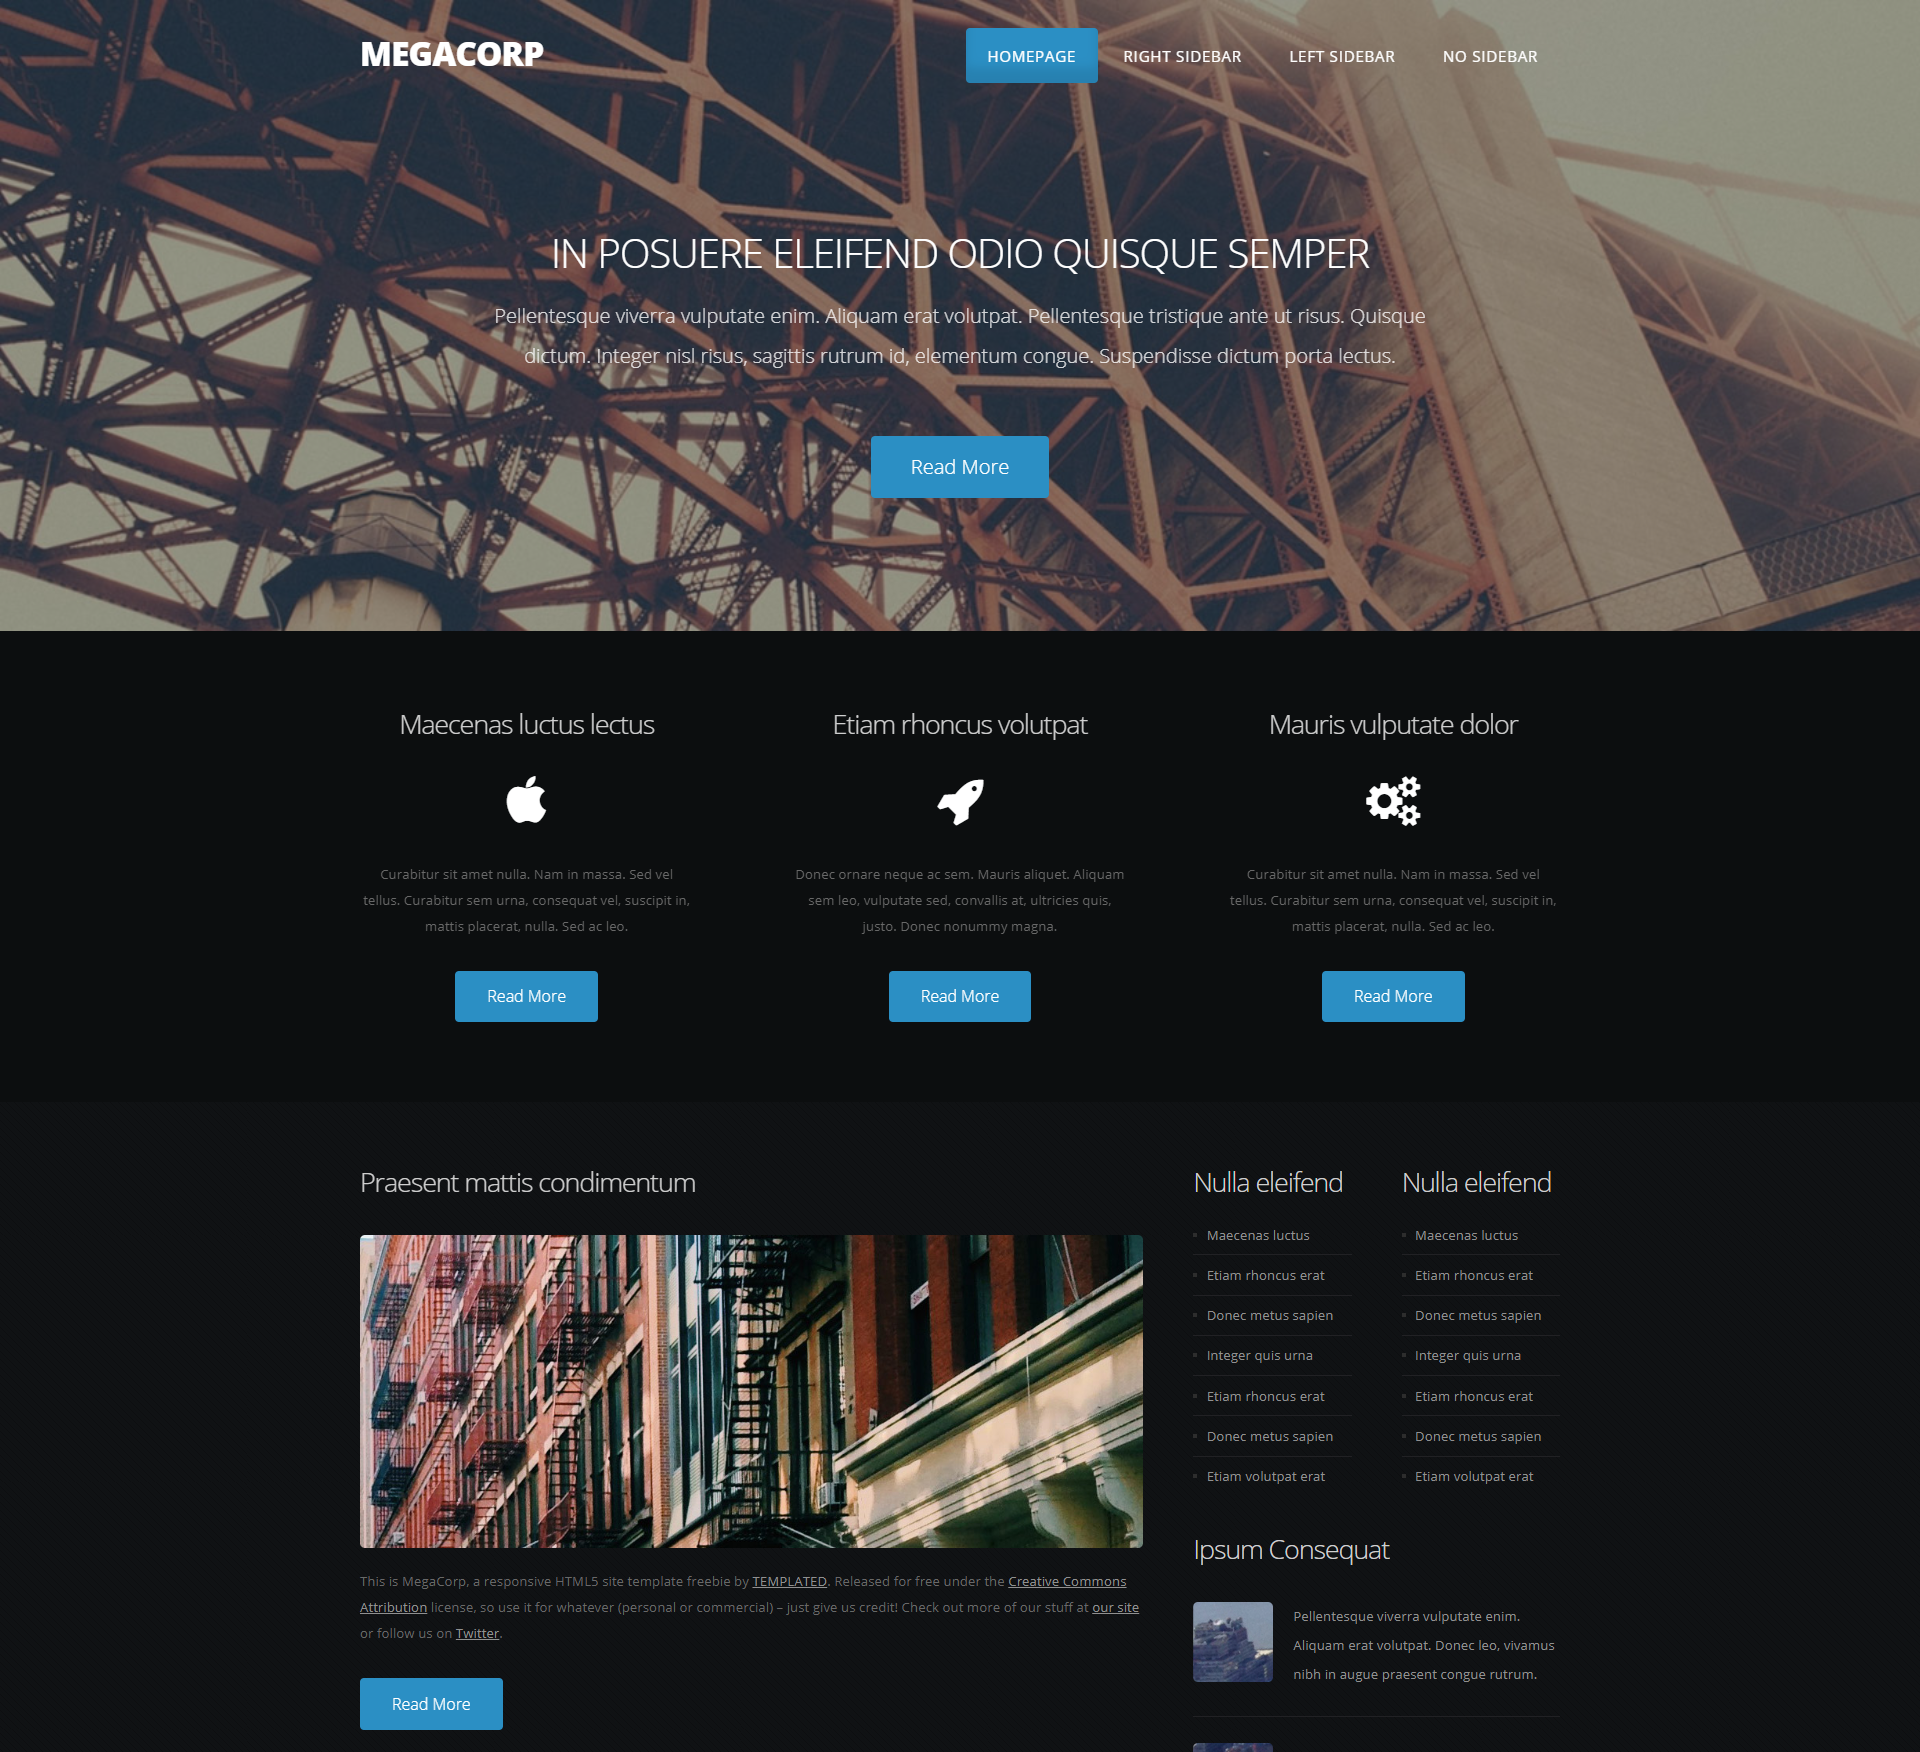 MEGACORP
HOMEPAGE
RIGHT SIDEBAR
LEFT SIDEBAR
NO SIDEBAR
IN POSUERE ELEIFEND ODIO QUISQUE SEMPER
Pellentesque viverra vulputate enim. Aliquam erat volutpat. Pellentesque tristique ante ut risus. Quisque
dictum. Integer nisl risus, sagittis rutrum id, elementum congue. Suspendisse dictum porta lectus.
Read More
Maecenas luctus lectus
Curabitur sit amet nulla. Nam in massa. Sed vel
tellus. Curabitur sem urna, consequat vel, suscipit in,
mattis placerat, nulla. Sed ac leo.
Read More
Etiam rhoncus volutpat
Donec ornare neque ac sem. Mauris aliquet. Aliquam
sem leo, vulputate sed, convallis at, ultricies quis,
justo. Donec nonummy magna.
Read More
Mauris vulputate dolor
Curabitur sit amet nulla. Nam in massa. Sed vel
tellus. Curabitur sem urna, consequat vel, suscipit in,
mattis placerat, nulla. Sed ac leo.
Read More
Praesent mattis condimentum
This is MegaCorp, a responsive HTML5 site template freebie by TEMPLATED. Released for free under the Creative Commons
Attribution license, so use it for whatever (personal or commercial) – just give us credit! Check out more of our stuff at our site
or follow us on Twitter.
Read More
Nulla eleifend
Maecenas luctus
Etiam rhoncus erat
Donec metus sapien
Integer quis urna
Etiam rhoncus erat
Donec metus sapien
Etiam volutpat erat
Nulla eleifend
Maecenas luctus
Etiam rhoncus erat
Donec metus sapien
Integer quis urna
Etiam rhoncus erat
Donec metus sapien
Etiam volutpat erat
Ipsum Consequat
Pellentesque viverra vulputate enim.
Aliquam erat volutpat. Donec leo, vivamus
nibh in augue praesent congue rutrum.